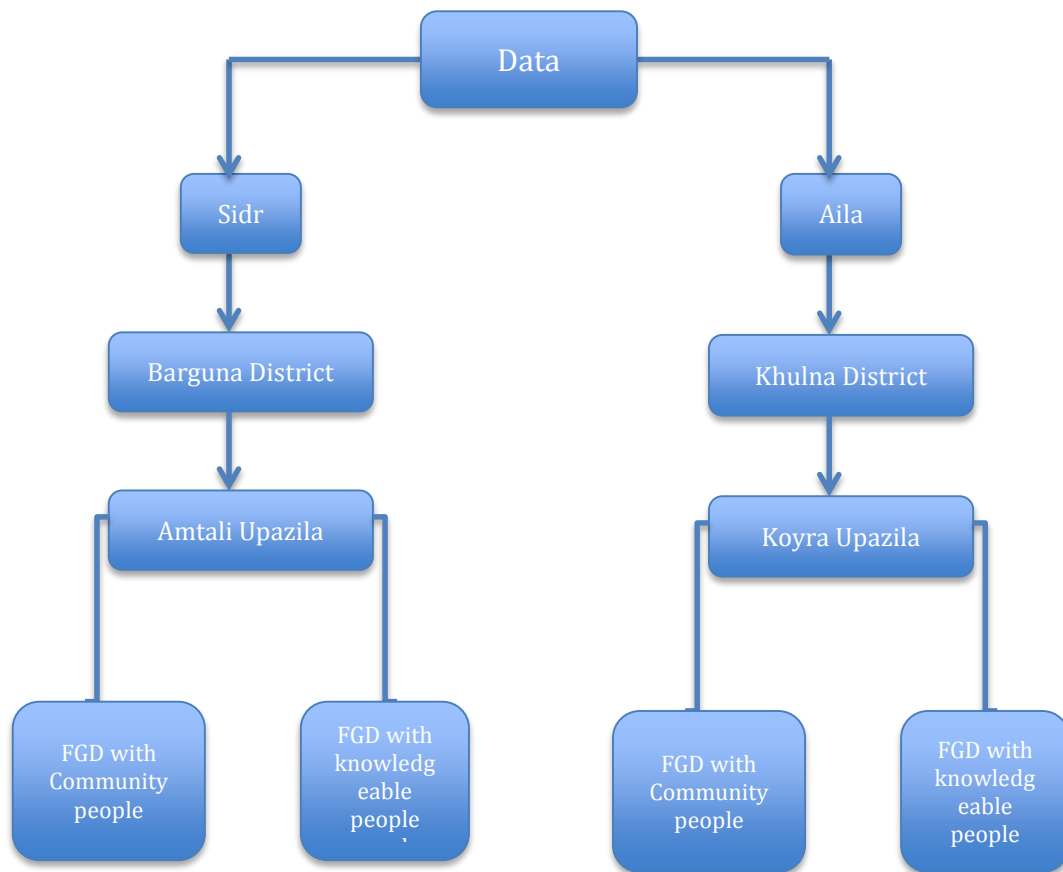 Data
Sidr
Aila
Barguna District
Khulna District
Amtali Upazila
Koyra Upazila
FGD with
Community
people
FGD with
knowledg
eable
people
FGD with
Community
people
FGD with
knowledg
eable
people